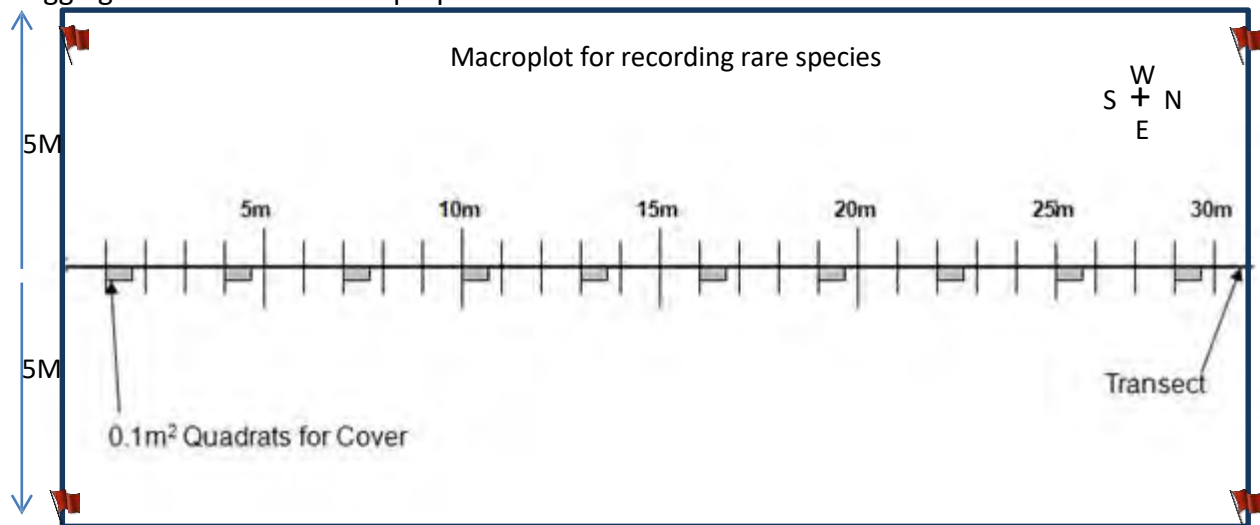 Macroplot for recording rare species
W
S + N
E
5M
5m 10m 15m 20m 25m 30m
5M
Transect
0.1m² Quadrats for Cover